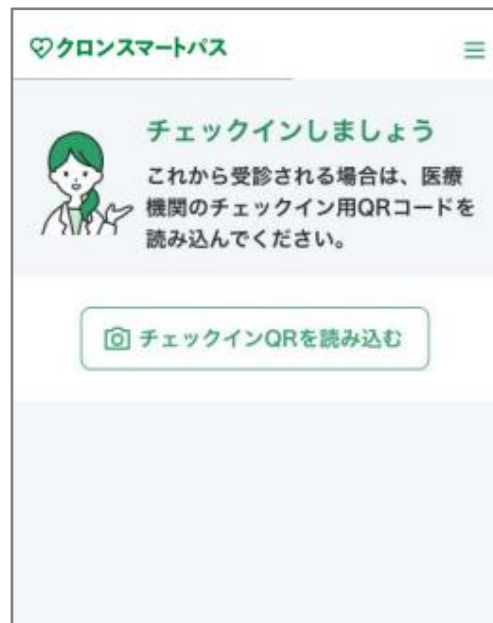 クロンスマートパス
チェックインしましょう
これから受診される場合は、医療
機関のチェックイン用QRコードを
読み込んでください。
チェックインQRを読み込む